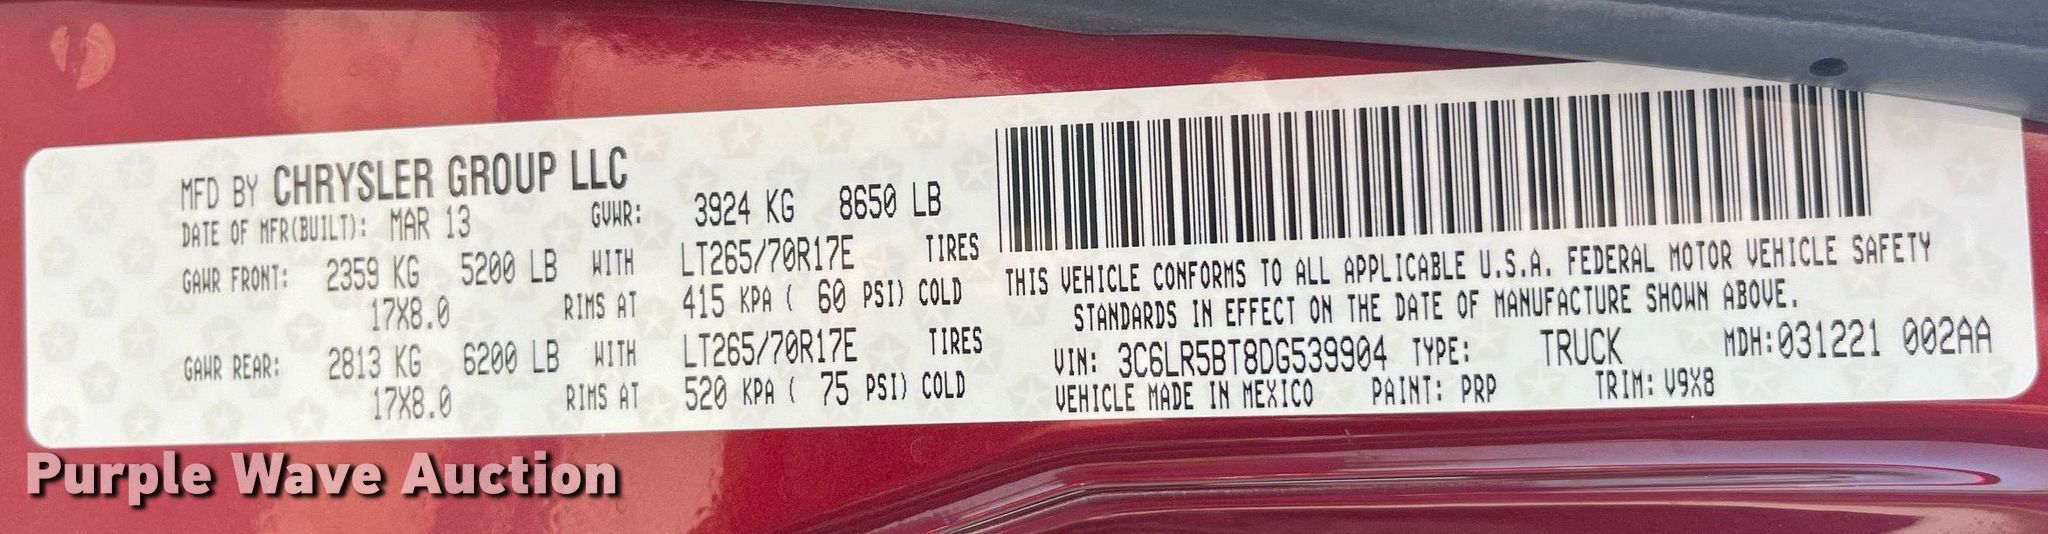 MFD BY CHRYSLER GROUP LLC
DATE OF MFR(BUILT): MAR 13 GVWR: 3924 KG 8650 LB
GAWR FRONT: 2359 KG 5200 LB WITH LT265/70R17E TIRES
17X8.0 RIMS AT 415 KPA ( 60 PSI) COLD
GAWR REAR: 2813 KG 6200 LB WITH LT265/70R17E TIRES
17X8.0 RIMS AT 520 KPA ( 75 PSI) COLD
THIS VEHICLE CONFORMS TO ALL APPLICABLE U.S.A. FEDERAL MOTOR VEHICLE SAFETY
STANDARDS IN EFFECT ON THE DATE OF MANUFACTURE SHOWN ABOVE.
VIN: 3C6LR5BT8DG539904 TYPE: TRUCK MDH:031221 002AA
VEHICLE MADE IN MEXICO PAINT: PRP TRIM: V9X8
Purple Wave Auction